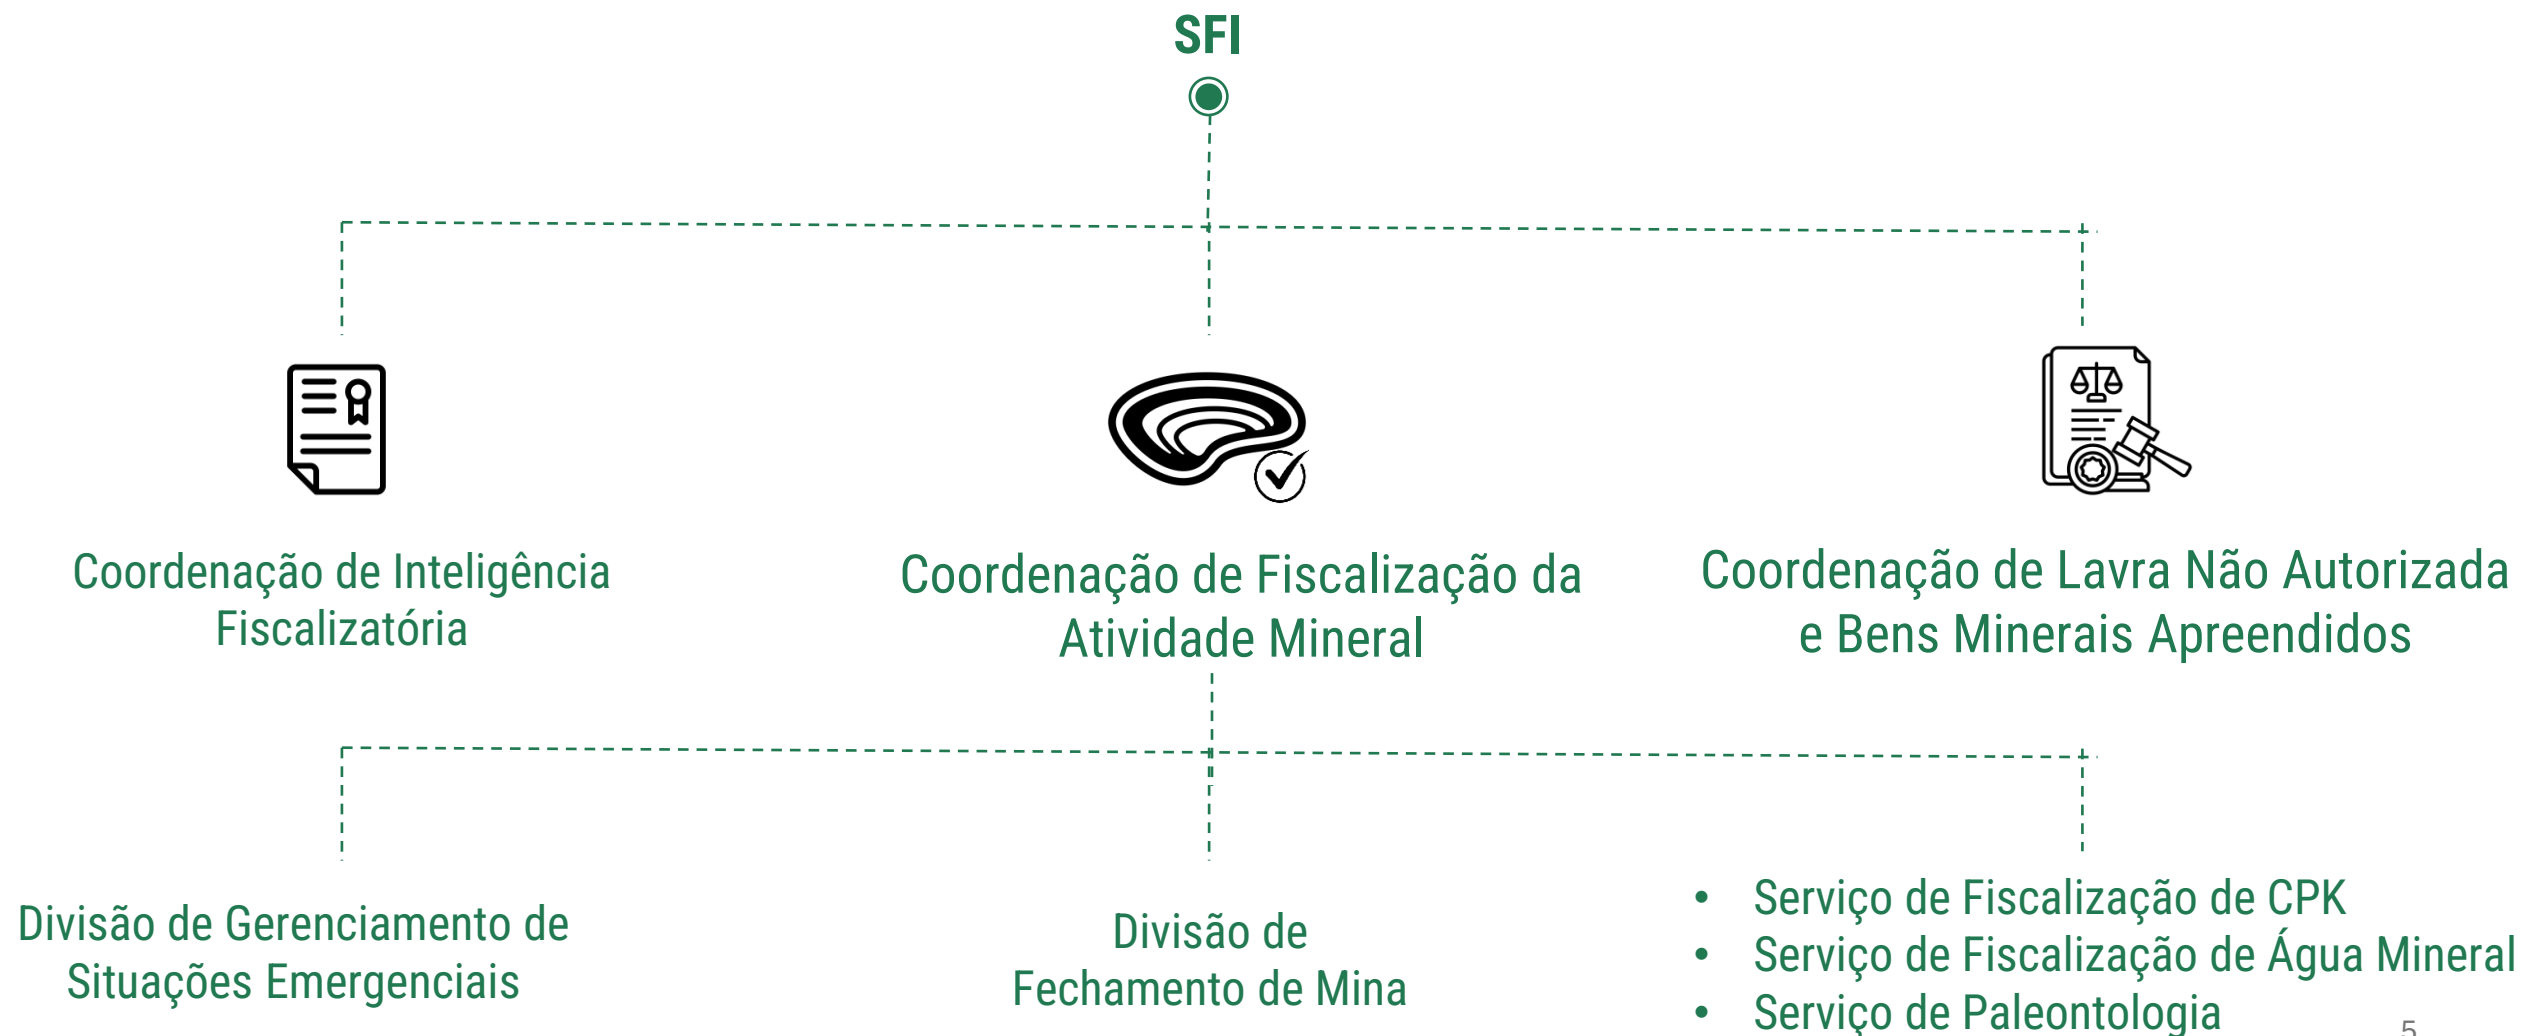 SFI
Coordenação de Inteligência
Fiscalizatória
Coordenação de Fiscalização da
Atividade Mineral
Coordenação de Lavra Não Autorizada
e Bens Minerais Apreendidos
Divisão de Gerenciamento de
Situações Emergenciais
Divisão de
Fechamento de Mina
• Serviço de Fiscalização de CPK
• Serviço de Fiscalização de Água Mineral
• Serviço de Paleontologia
5